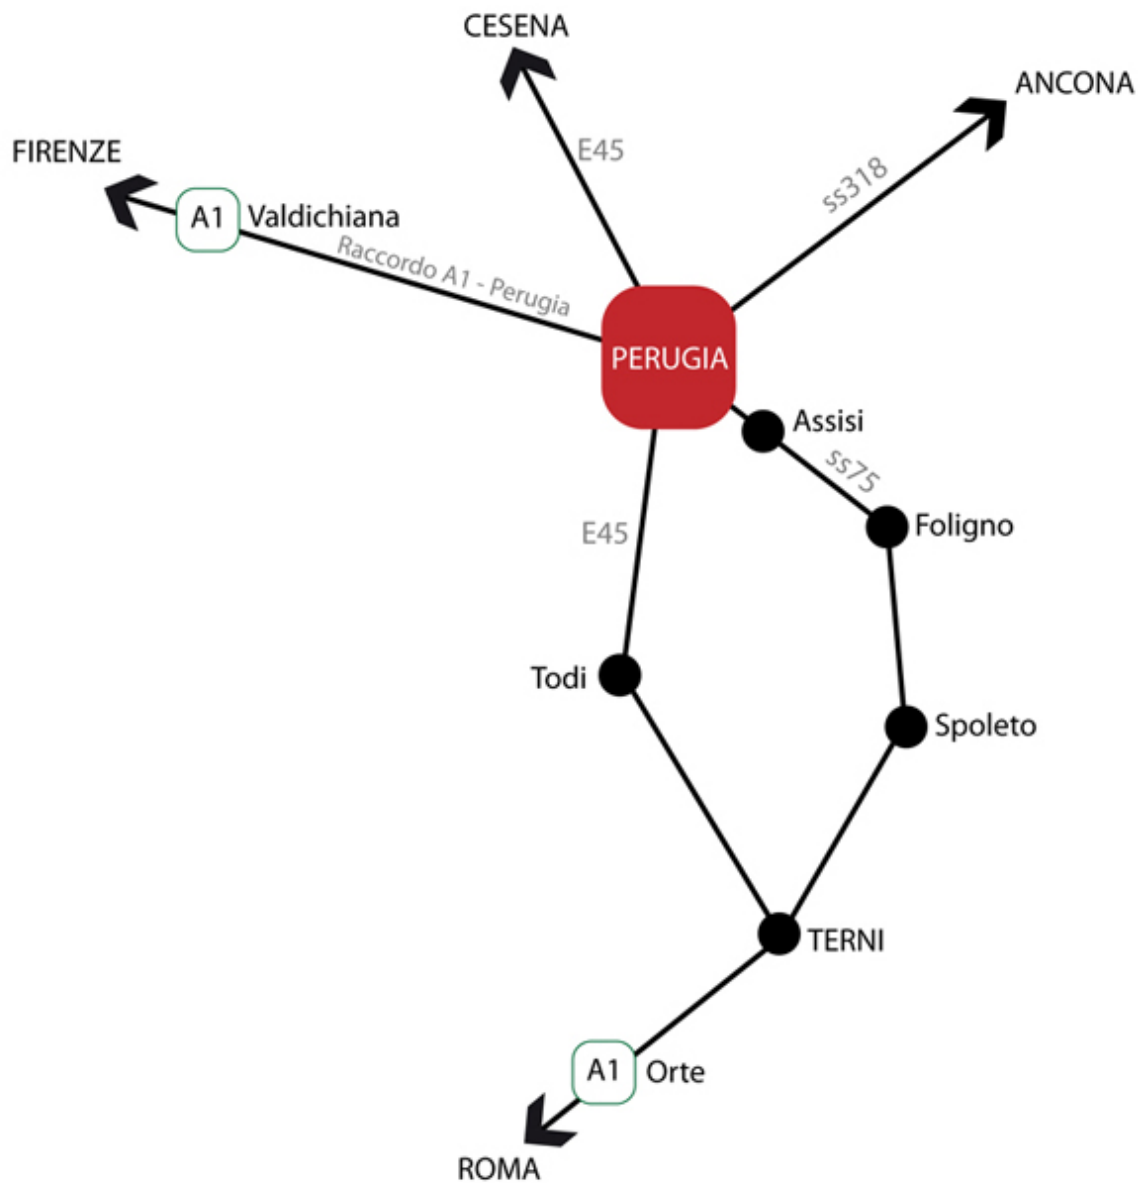 CESENA
ANCONA
FIRENZE
E45
ss318
A1 Valdichiana
Raccordo A1 - Perugia
PERUGIA
Assisi
ss75
Foligno
E45
Todi
Spoleto
TERNI
A1 Orte
ROMA